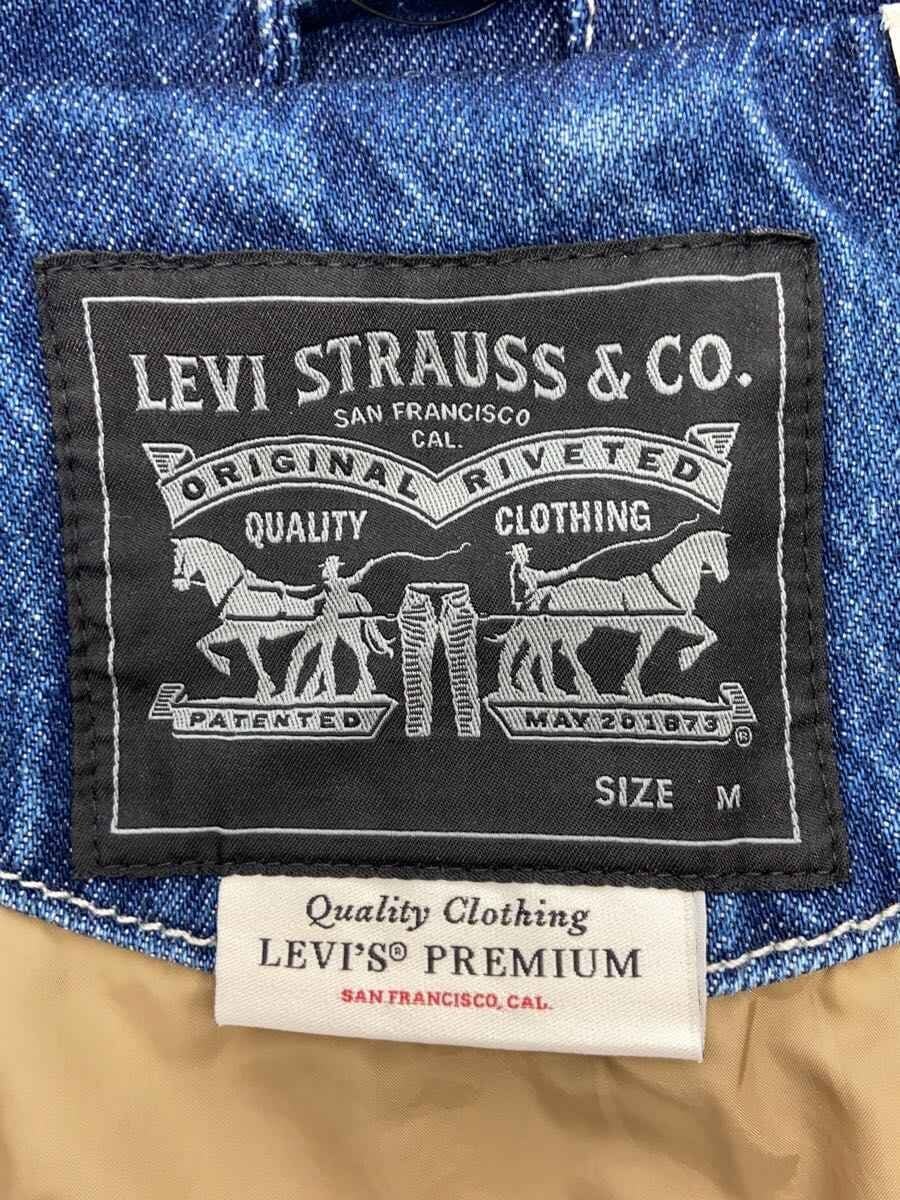 LEVI STRAUSS & CO.
SAN FRANCISCO
CAL.
ORIGINAL RIVETED
QUALITY CLOTHING
PATENTED MAY 20 1873 ®
SIZE M
Quality Clothing
LEVI'S® PREMIUM
SAN FRANCISCO, CAL.